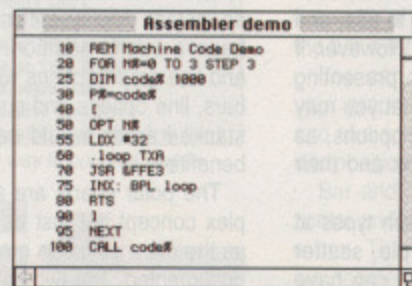 Assembler demo
10 REM Machine Code Demo
20 FOR N%=0 TO 3 STEP 3
25 DIM code% 1000
30 P%=code%
40 [
50 OPT N%
55 LDX #32
60 .loop TXA
70 JSR &FFE3
75 INX: BPL loop
80 RTS
90 ]
95 NEXT
100 CALL code%